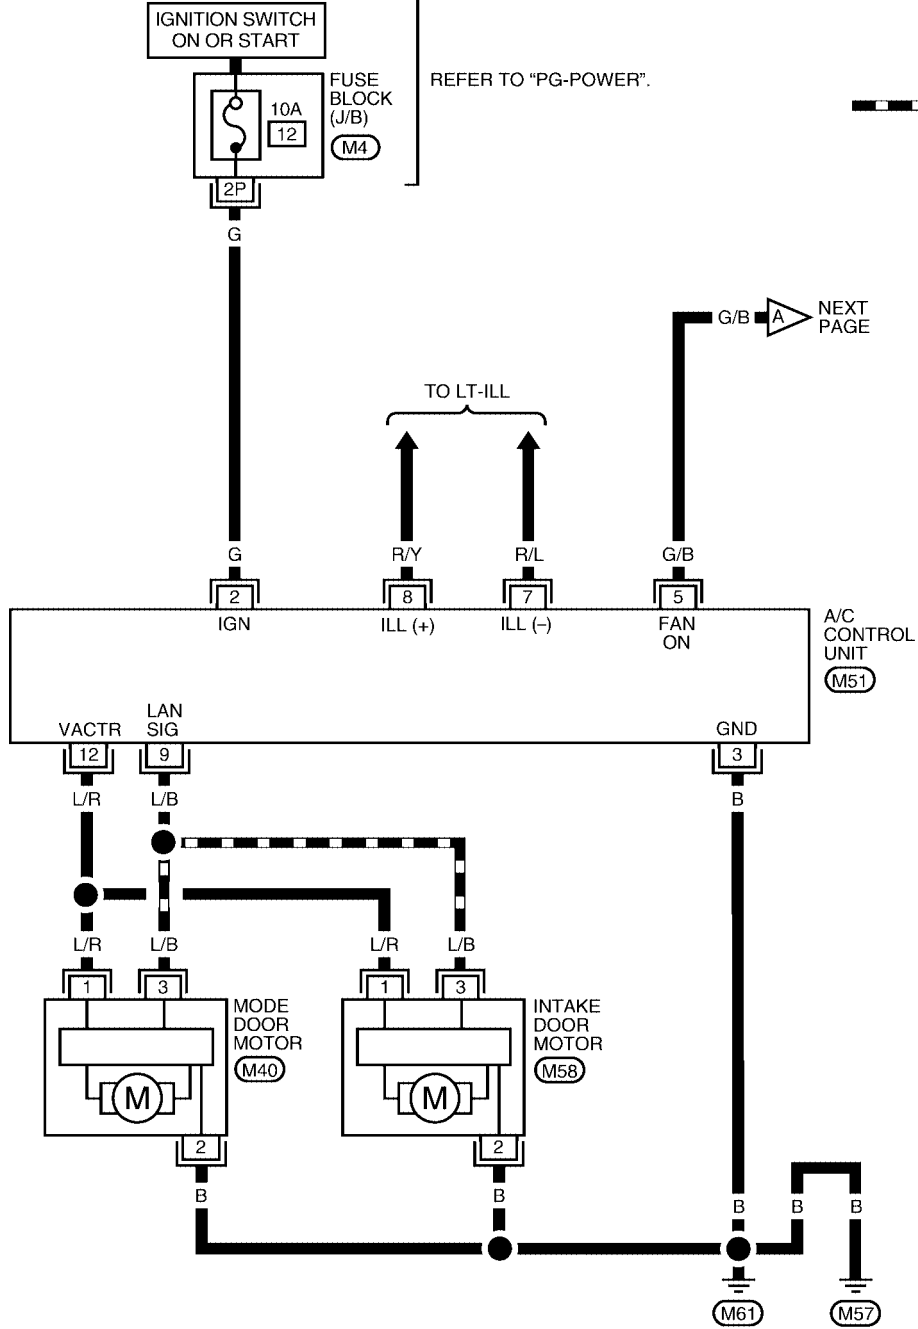 IGNITION SWITCH
ON OR START
FUSE
BLOCK
(J/B)
M4
10A
12
REFER TO “PG-POWER”.
2P
G
G/B
A
NEXT
PAGE
TO LT-ILL
G
R/Y
R/L
G/B
2
8
7
5
IGN
ILL (+)
ILL (–)
FAN
ON
A/C
CONTROL
UNIT
M51
VACTR
LAN
SIG
GND
12
9
3
L/R
L/B
B
L/R
L/B
L/R
L/B
1
3
1
3
MODE
DOOR
MOTOR
M40
INTAKE
DOOR
MOTOR
M58
M
M
2
2
B
B
B
B
B
M61
M57